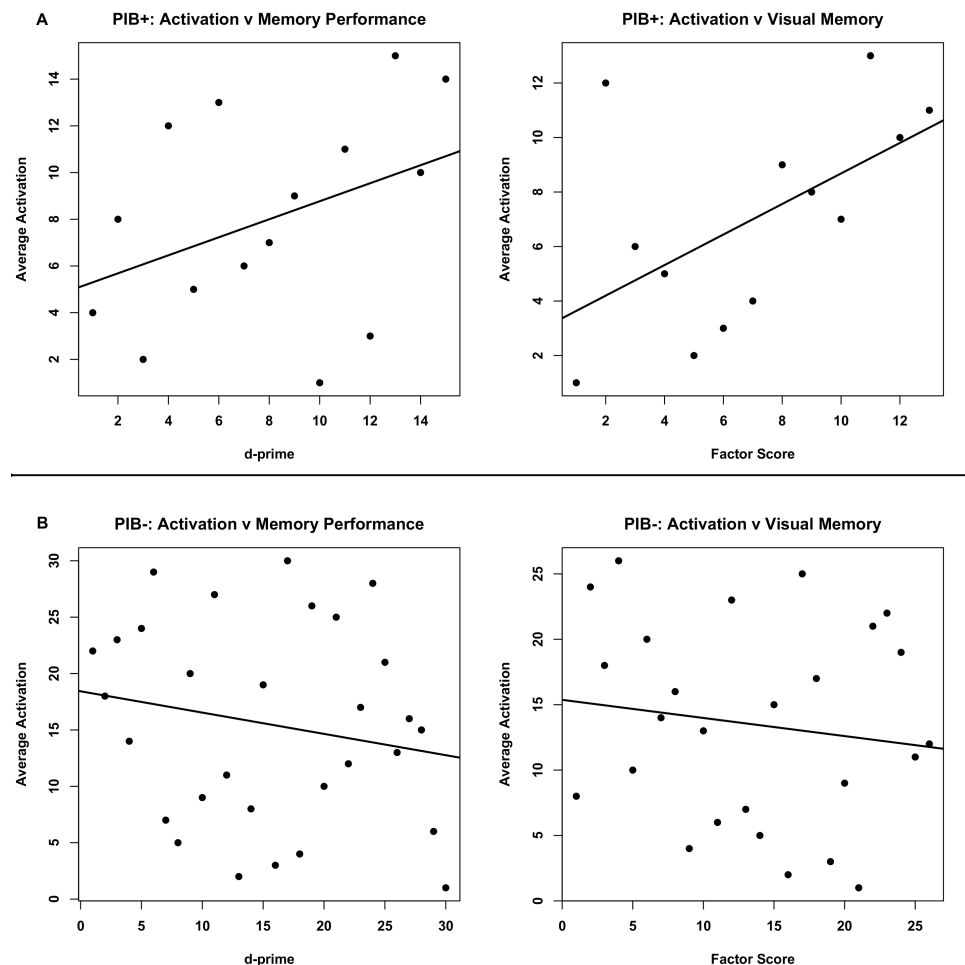 A
PIB+: Activation v Memory Performance
Average Activation
14
12
10
8
6
4
2
2 4 6 8 10 12 14
d-prime
PIB+: Activation v Visual Memory
Average Activation
12
10
8
6
4
2
2 4 6 8 10 12
Factor Score
B
PIB-: Activation v Memory Performance
Average Activation
30
25
20
15
10
5
0
0 5 10 15 20 25 30
d-prime
PIB-: Activation v Visual Memory
Average Activation
25
20
15
10
5
0
0 5 10 15 20 25
Factor Score